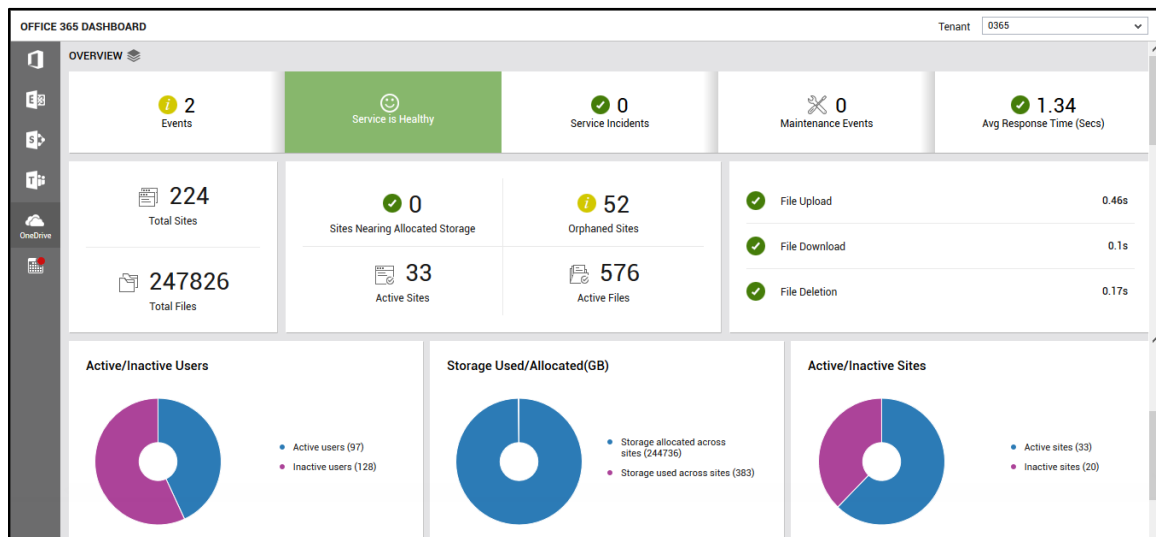 OFFICE 365 DASHBOARD
Tenant 0365
OVERVIEW
2
Events
Service is Healthy
0
Service Incidents
0
Maintenance Events
1.34
Avg Response Time (Secs)
OneDrive
224
Total Sites
247826
Total Files
0
Sites Nearing Allocated Storage
52
Orphaned Sites
33
Active Sites
576
Active Files
File Upload 0.46s
File Download 0.1s
File Deletion 0.17s
Active/Inactive Users
Active users (97)
Inactive users (128)
Storage Used/Allocated(GB)
Storage allocated across
sites (244736)
Storage used across sites (383)
Active/Inactive Sites
Active sites (33)
Inactive sites (20)